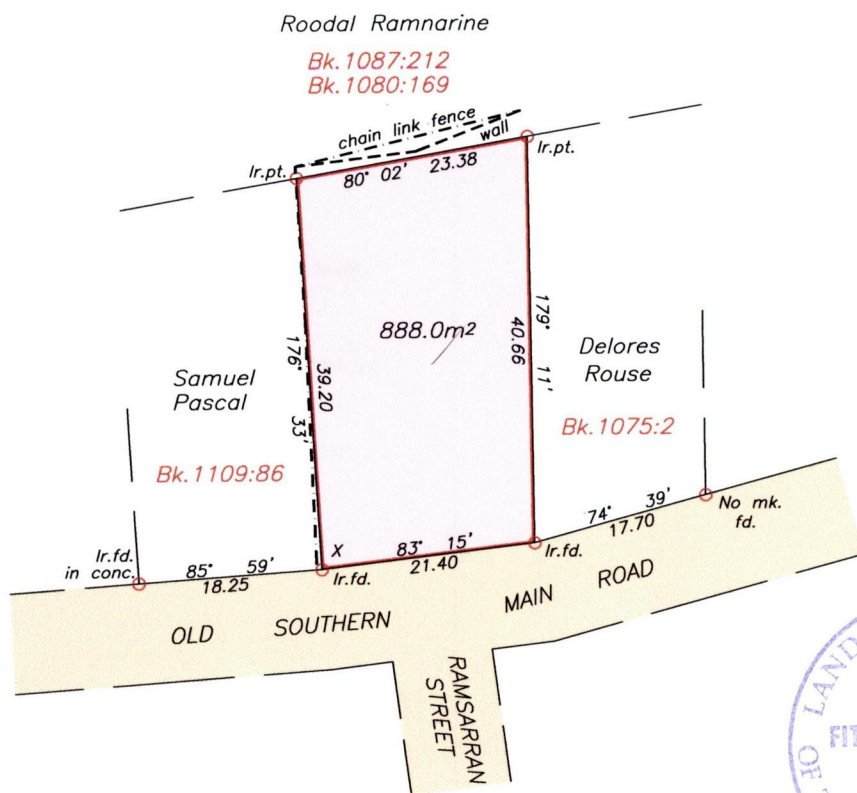 Roodal Ramnarine
Bk.1087:212
Bk.1080:169
chain link fence
wall
Ir.pt.
80° 02' 23.38
Ir.pt.
888.0m²
176° 33'
39.20
179° 11'
40.66
Samuel
Pascal
Bk.1109:86
Delores
Rouse
Bk.1075:2
Ir.fd.
in conc.
85° 59'
18.25
X
Ir.fd.
83° 15'
21.40
Ir.fd.
74° 39'
17.70
No mk.
fd.
OLD SOUTHERN MAIN ROAD
RAMSARRAN
STREET
LAND
FIT
OF